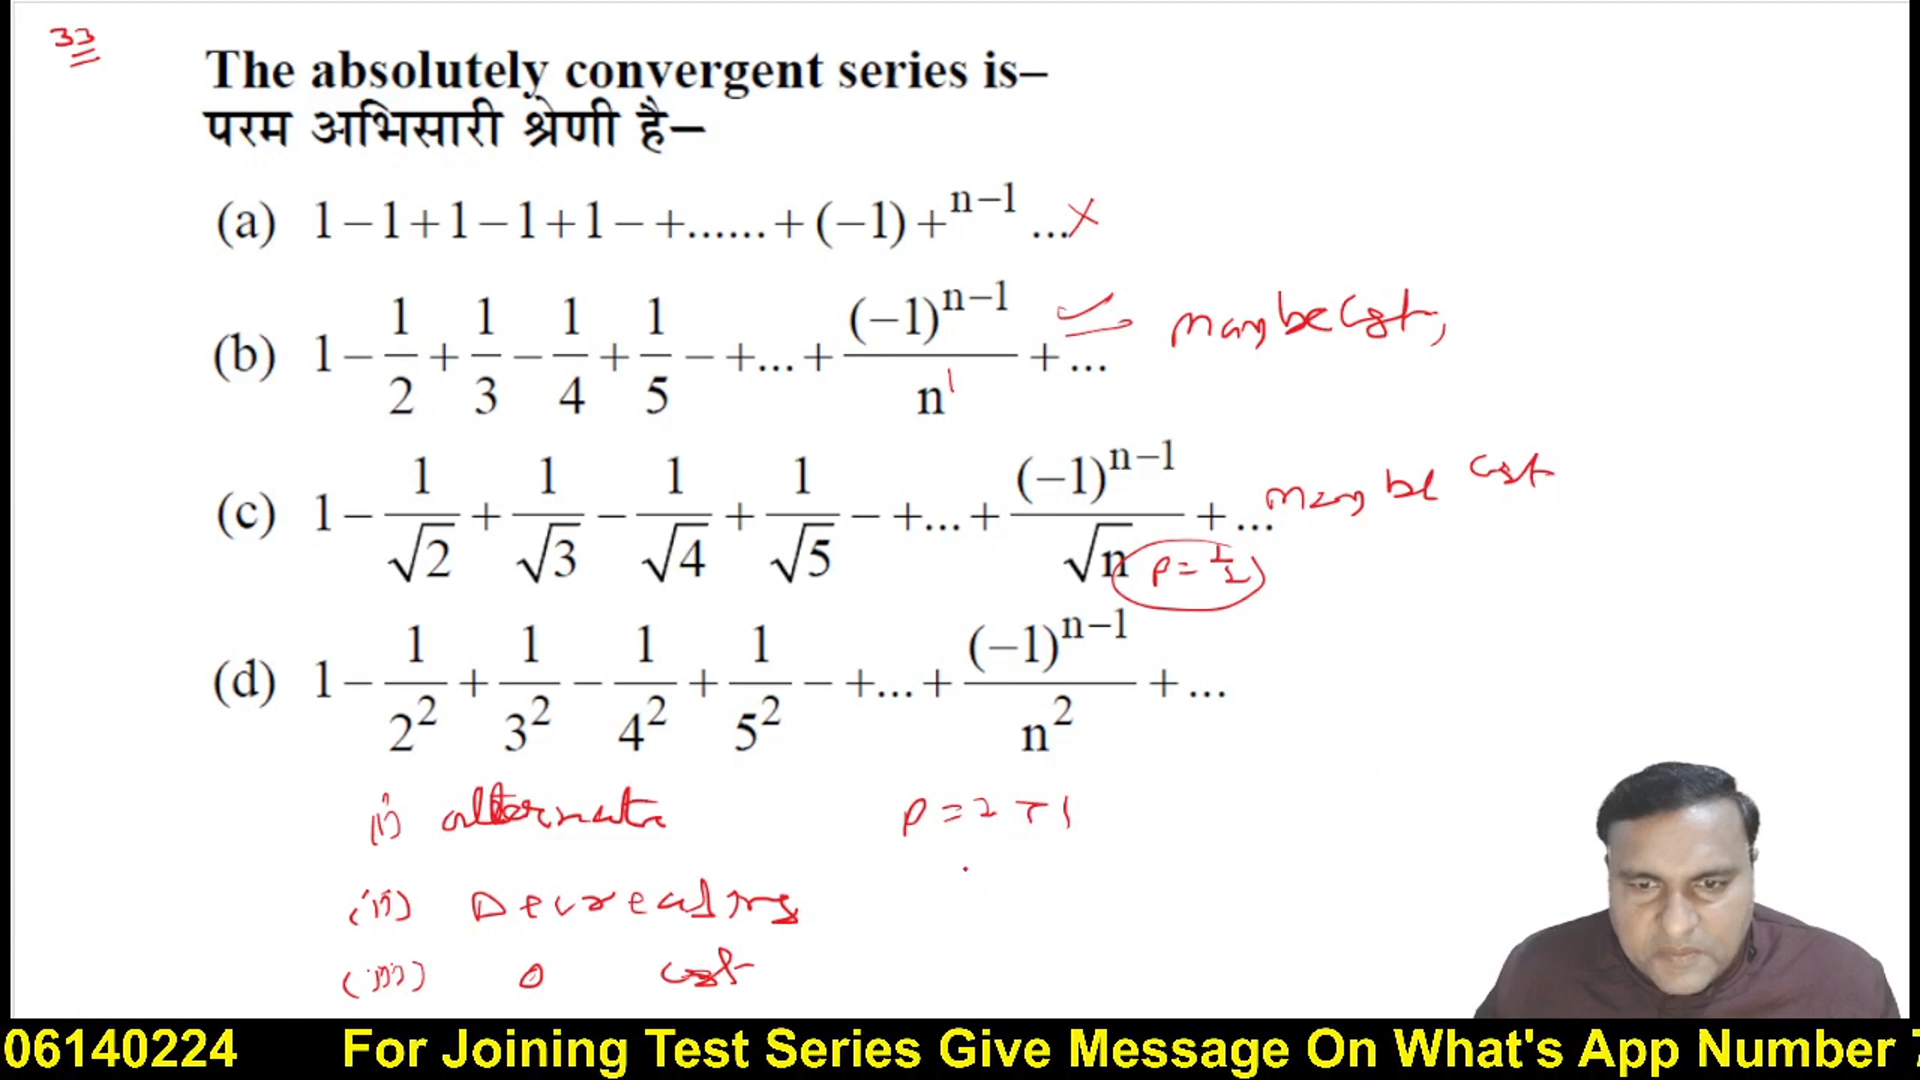 33
The absolutely convergent series is–
परम अभिसारी श्रेणी है–
(a) 1−1+1−1+1−+......+(−1)+ⁿ⁻¹ ...×
(b) 1−1/2+1/3−1/4+1/5−+...+(−1)ⁿ⁻¹/n¹+... ✓ may be cgt,
(c) 1−1/√2+1/√3−1/√4+1/√5−+...+(−1)ⁿ⁻¹/√n+... may be cgt
p=1/2
(d) 1−1/2²+1/3²−1/4²+1/5²−+...+(−1)ⁿ⁻¹/n²+...
(i) alternate p=2>1
(ii) Decreasing
(iii) 0 cgt
06140224 For Joining Test Series Give Message On What's App Number 7